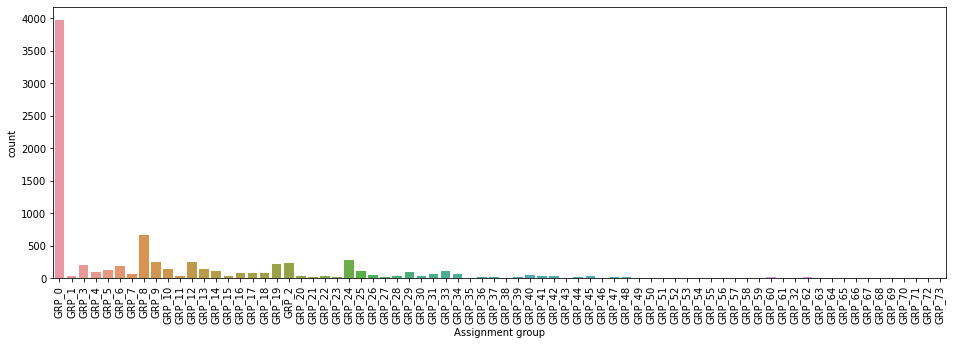 4000
3500
3000
2500
2000
1500
1000
500
0
count
GRP_0
GRP_1
GRP_3
GRP_4
GRP_5
GRP_6
GRP_7
GRP_8
GRP_9
GRP_10
GRP_11
GRP_12
GRP_13
GRP_14
GRP_15
GRP_16
GRP_17
GRP_18
GRP_19
GRP_2
GRP_20
GRP_21
GRP_22
GRP_23
GRP_24
GRP_25
GRP_26
GRP_27
GRP_28
GRP_29
GRP_30
GRP_31
GRP_33
GRP_34
GRP_35
GRP_36
GRP_37
GRP_38
GRP_39
GRP_40
GRP_41
GRP_42
GRP_43
GRP_44
GRP_45
GRP_46
GRP_47
GRP_48
GRP_49
GRP_50
GRP_51
GRP_52
GRP_53
GRP_54
GRP_55
GRP_56
GRP_57
GRP_58
GRP_59
GRP_60
GRP_61
GRP_32
GRP_62
GRP_63
GRP_64
GRP_65
GRP_66
GRP_67
GRP_68
GRP_69
GRP_70
GRP_71
GRP_72
GRP_73
Assignment group